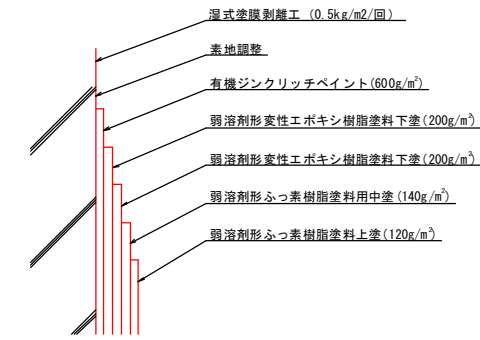 湿式塗膜剥離工 (0.5kg/m2/回)
素地調整
有機ジンクリッチペイント(600g/m²)
弱溶剤形変性エポキシ樹脂塗料下塗(200g/m²)
弱溶剤形変性エポキシ樹脂塗料下塗(200g/m²)
弱溶剤形ふっ素樹脂塗料用中塗(140g/m²)
弱溶剤形ふっ素樹脂塗料上塗(120g/m²)